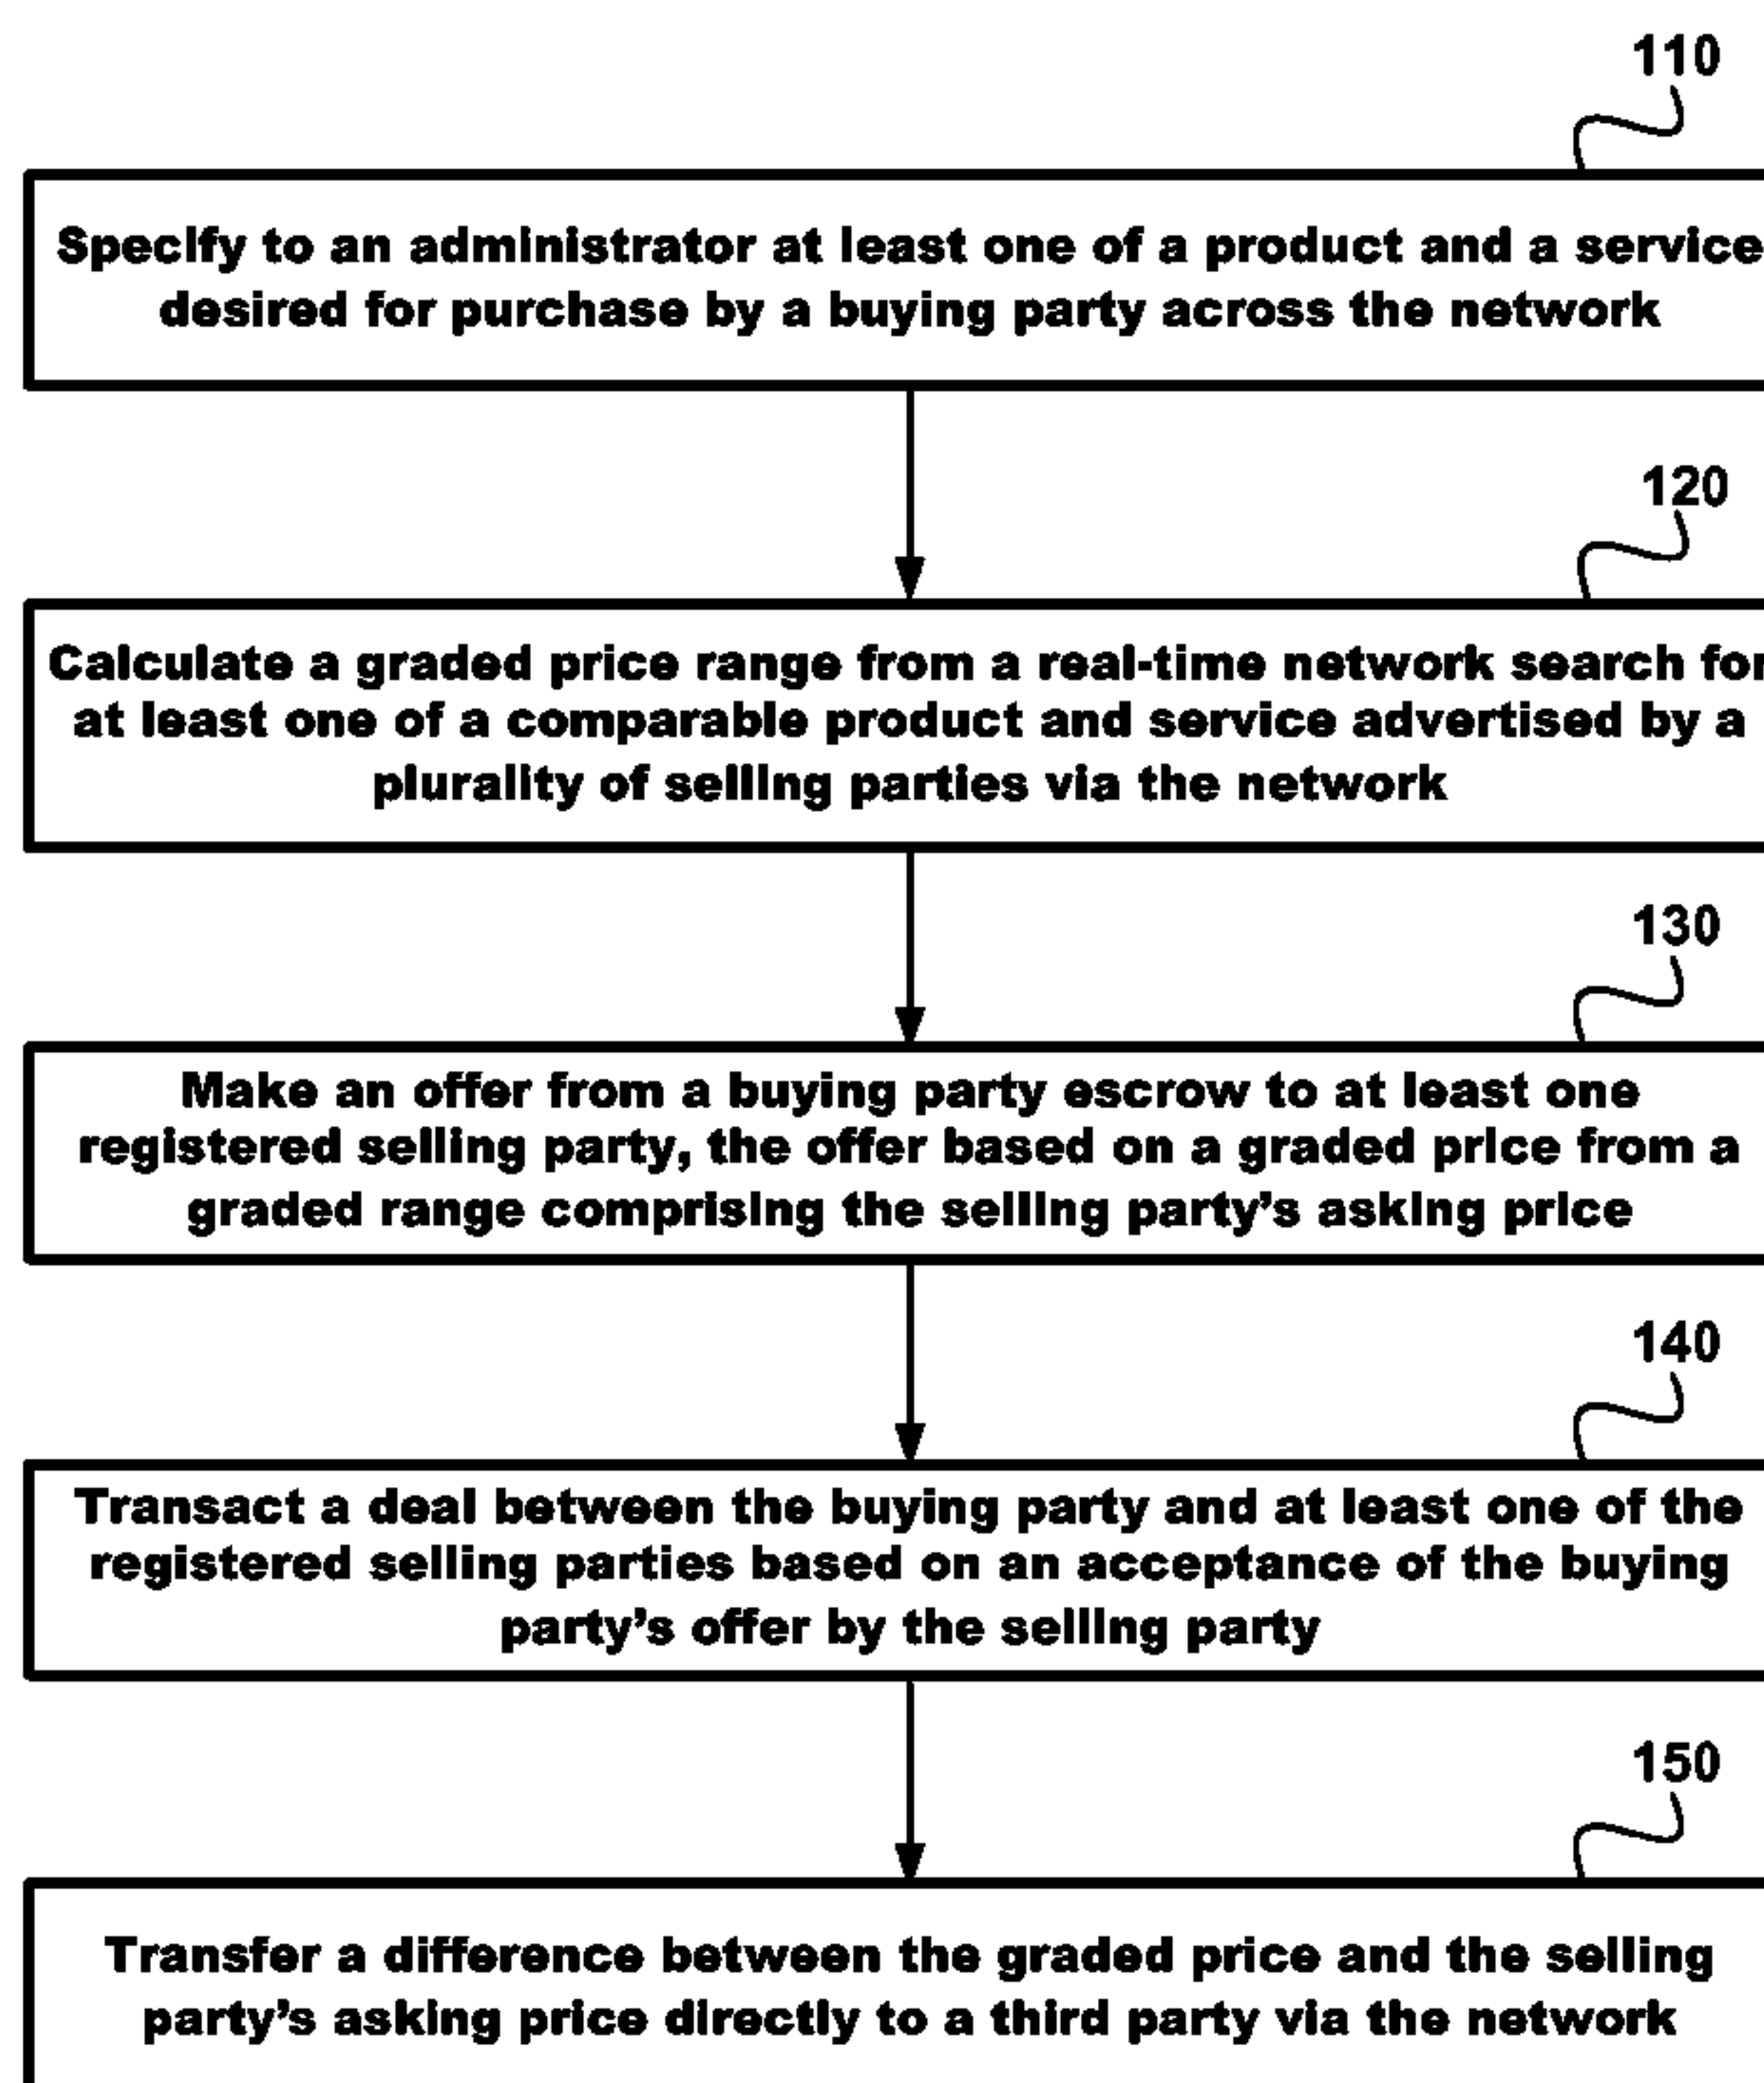 110
Specify to an administrator at least one of a product and a service
desired for purchase by a buying party across the network
120
Calculate a graded price range from a real-time network search for
at least one of a comparable product and service advertised by a
plurality of selling parties via the network
130
Make an offer from a buying party escrow to at least one
registered selling party, the offer based on a graded price from a
graded range comprising the selling party's asking price
140
Transact a deal between the buying party and at least one of the
registered selling parties based on an acceptance of the buying
party's offer by the selling party
150
Transfer a difference between the graded price and the selling
party's asking price directly to a third party via the network